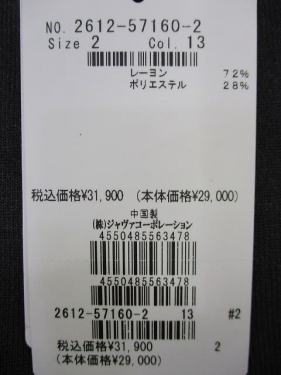 NO. 2612-57160-2
Size 2 Col. 13
レーヨン 72%
ポリエステル 28%
税込価格¥31,900 (本体価格¥29,000)
中国製
(株)ジャヴァコーポレーション
4550485563478
4550485563478
2612-57160-2 13 #2
税込価格¥31,900 2
(本体価格¥29,000)